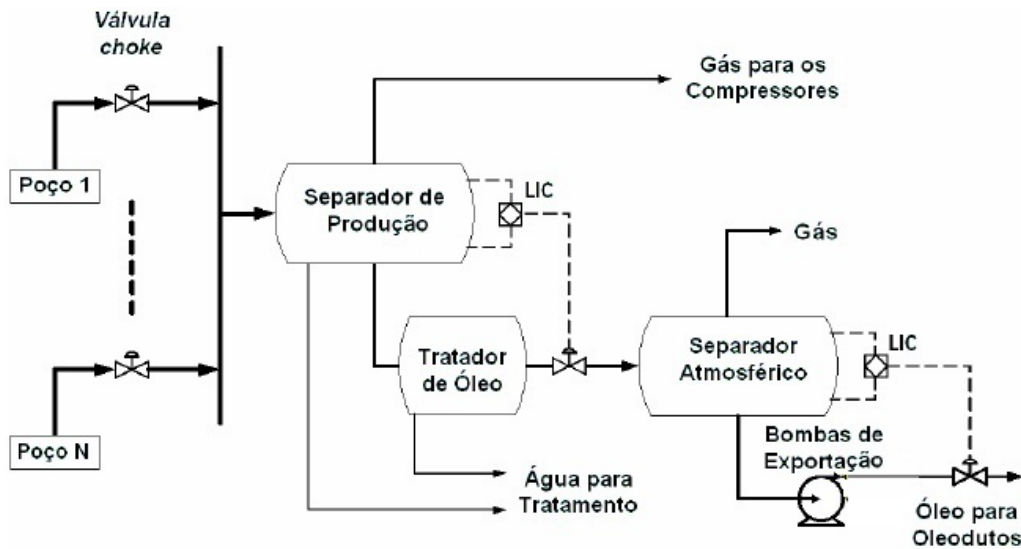 Válvula
choke
Poço 1
Poço N
Separador de
Produção
LIC
Gás para os
Compressores
Tratador
de Óleo
Água para
Tratamento
Gás
Separador
Atmosférico
LIC
Bombas de
Exportação
Óleo para
Oleodutos